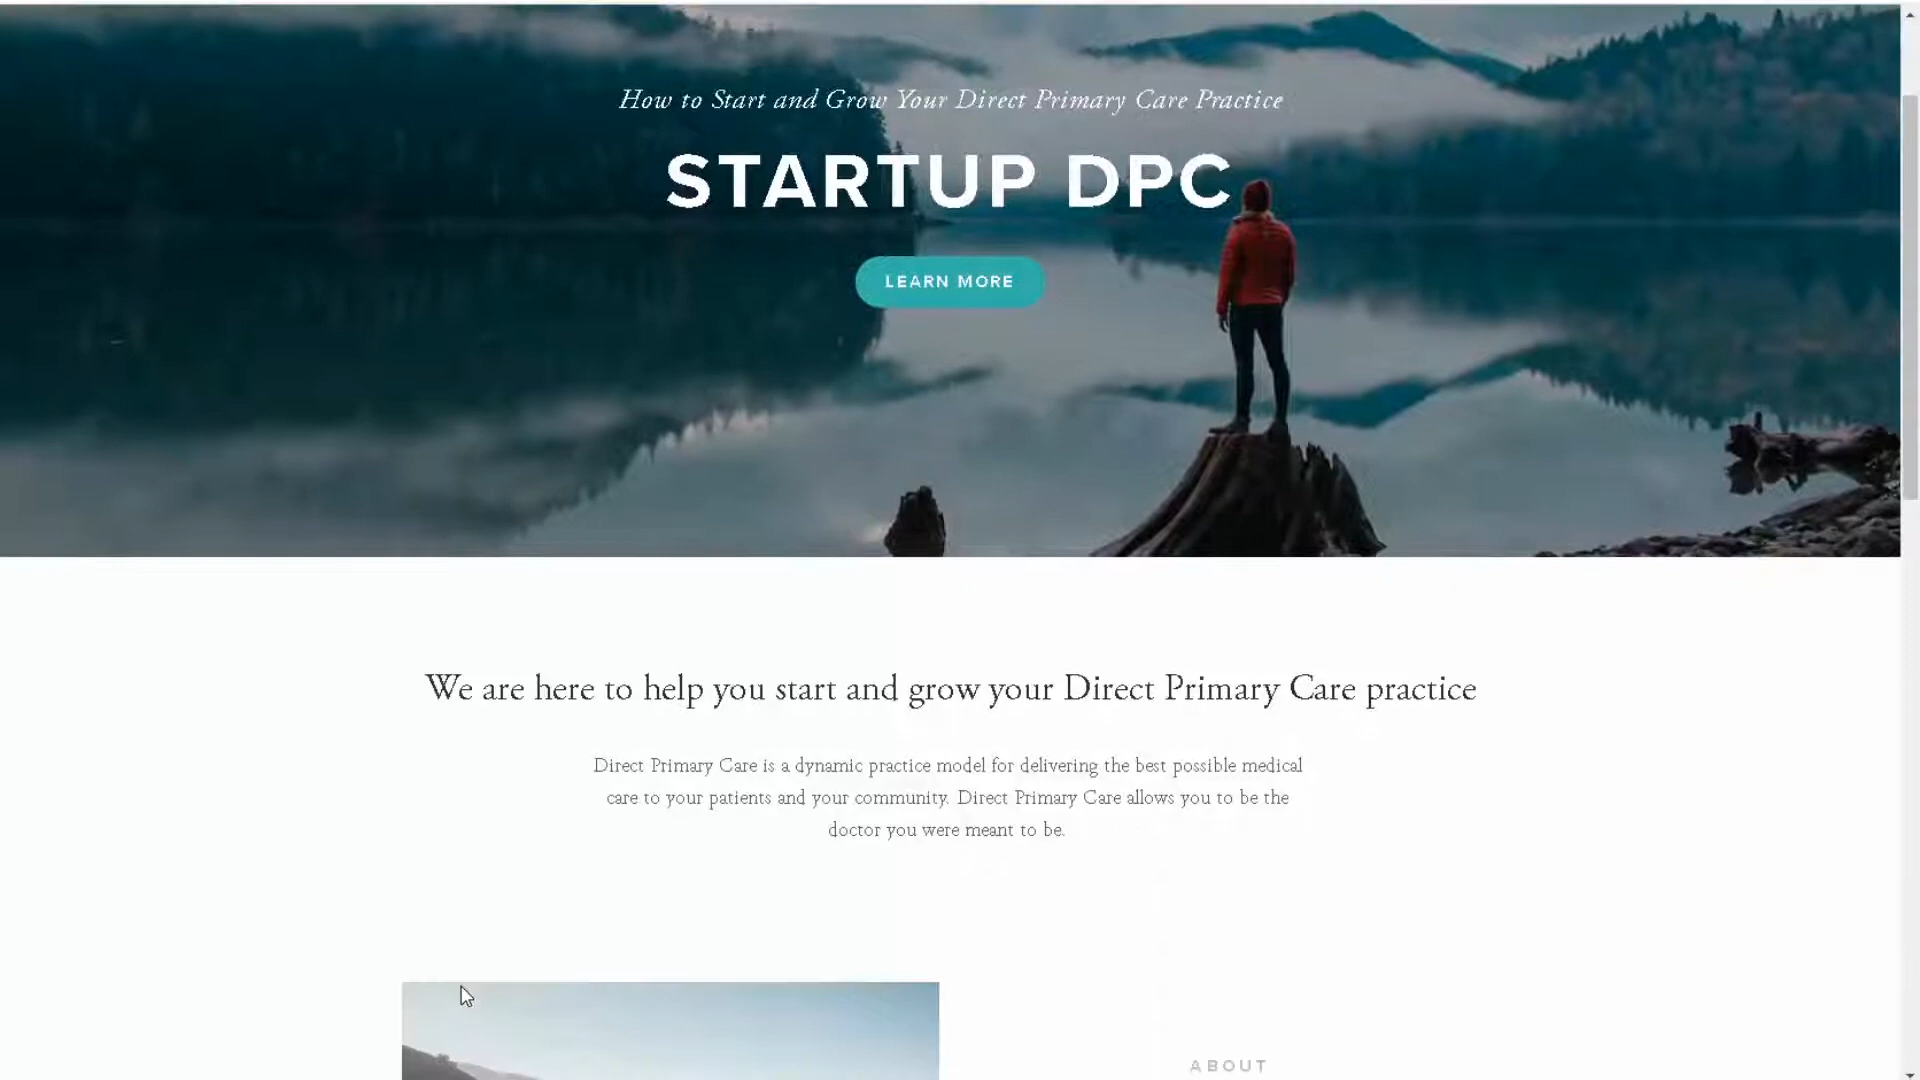 How to Start and Grow Your Direct Primary Care Practice
STARTUP DPC
LEARN MORE
We are here to help you start and grow your Direct Primary Care practice
Direct Primary Care is a dynamic practice model for delivering the best possible medical
care to your patients and your community. Direct Primary Care allows you to be the
doctor you were meant to be.
ABOUT